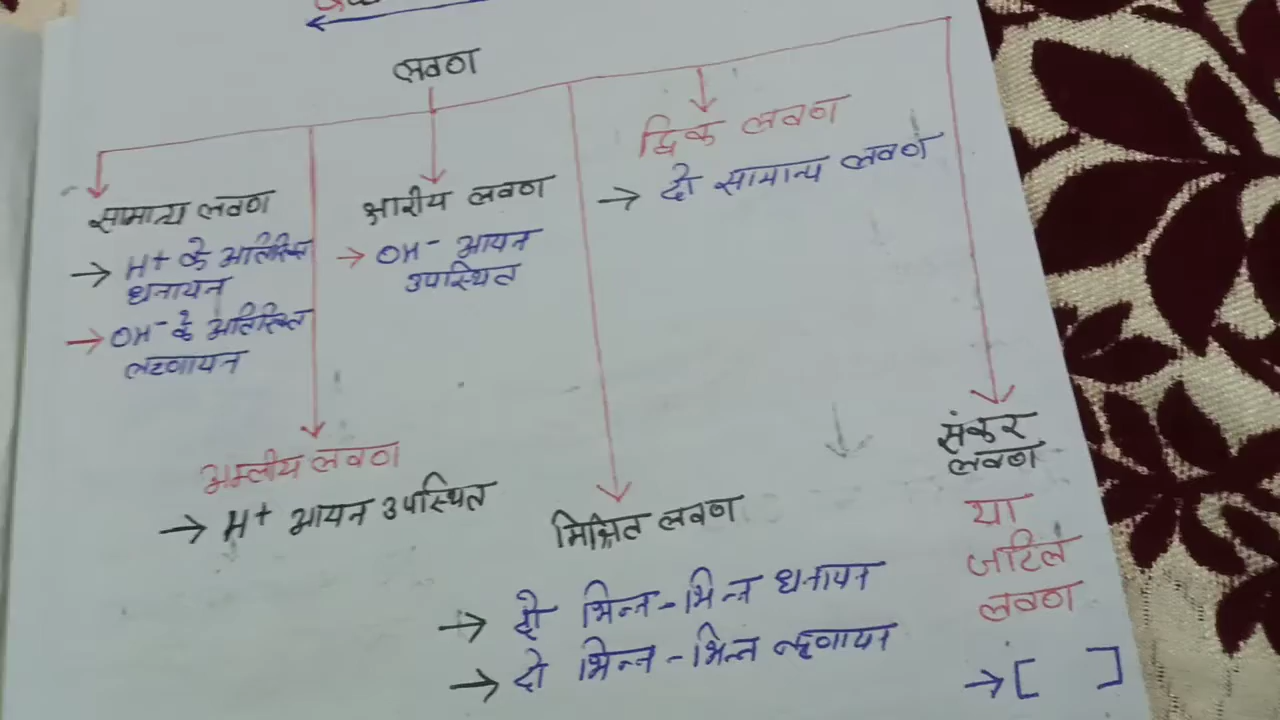 लवण
सामान्य लवण
→ H+ के अतिरिक्त
धनायन
→ OH- के अतिरिक्त
ऋणायन
क्षारीय लवण
→ OH- आयन
उपस्थित
द्विक लवण
→ दो सामान्य लवण
अम्लीय लवण
→ H+ आयन उपस्थित
मिश्रित लवण
→ दो भिन्न-भिन्न धनायन
→ दो भिन्न-भिन्न ऋणायन
संकर
लवण
या
जटिल
लवण
→ [ ]